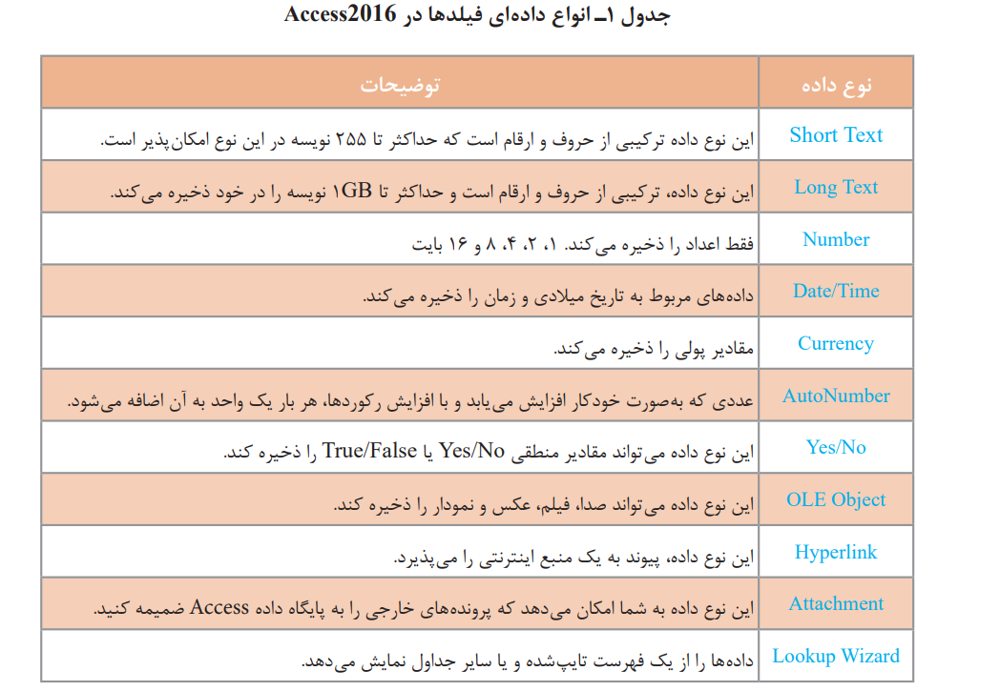 جدول ۱ـ انواع داده‌ای فیلدها در Access2016
نوع داده توضیحات
Short Text این نوع داده ترکیبی از حروف و ارقام است که حداکثر تا ۲۵۵ نویسه در این نوع امکان‌پذیر است.
Long Text این نوع داده، ترکیبی از حروف و ارقام است و حداکثر تا ۱GB نویسه را در خود ذخیره می‌کند.
Number فقط اعداد را ذخیره می‌کند. ۱، ۲، ۴، ۸ و ۱۶ بایت
Date/Time داده‌های مربوط به تاریخ میلادی و زمان را ذخیره می‌کند.
Currency مقادیر پولی را ذخیره می‌کند.
AutoNumber عددی که به‌صورت خودکار افزایش می‌یابد و با افزایش رکوردها، هر بار یک واحد به آن اضافه می‌شود.
Yes/No این نوع داده می‌تواند مقادیر منطقی Yes/No یا True/False را ذخیره کند.
OLE Object این نوع داده می‌تواند صدا، فیلم، عکس و نمودار را ذخیره کند.
Hyperlink این نوع داده، پیوند به یک منبع اینترنتی را می‌پذیرد.
Attachment این نوع داده به شما امکان می‌دهد که پرونده‌های خارجی را به پایگاه داده Access ضمیمه کنید.
Lookup Wizard داده‌ها را از یک فهرست تایپ‌شده و یا سایر جداول نمایش می‌دهد.